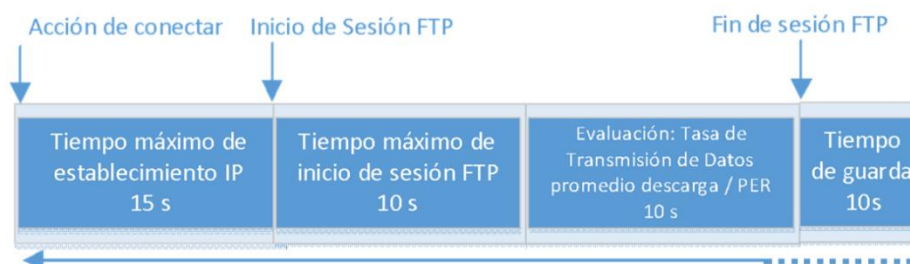 Acción de conectar
Inicio de Sesión FTP
Fin de sesión FTP
Tiempo máximo de
establecimiento IP
15 s
Tiempo máximo de
inicio de sesión FTP
10 s
Evaluación: Tasa de
Transmisión de Datos
promedio descarga / PER
10 s
Tiempo
de guarda
10s